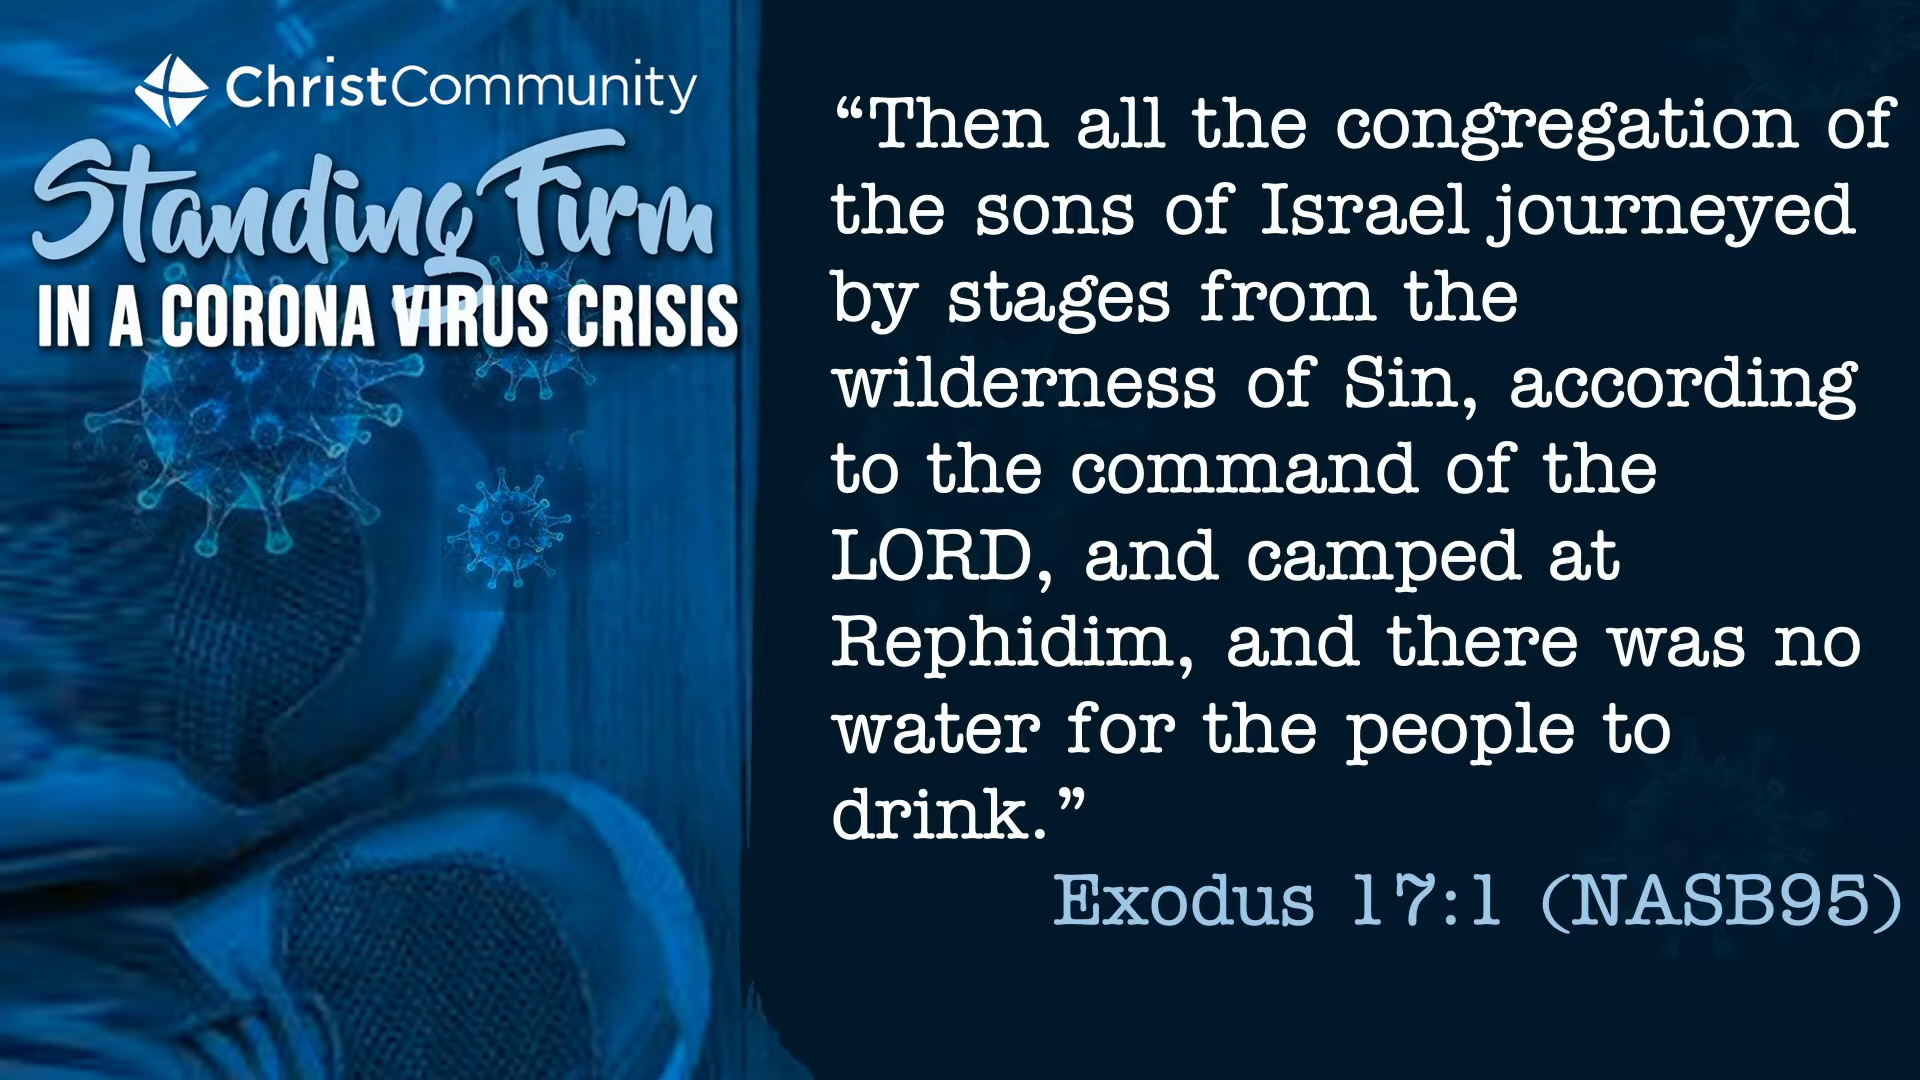 ChristCommunity
Standing Firm
IN A CORONA VIRUS CRISIS
“Then all the congregation of
the sons of Israel journeyed
by stages from the
wilderness of Sin, according
to the command of the
LORD, and camped at
Rephidim, and there was no
water for the people to
drink.”
Exodus 17:1 (NASB95)